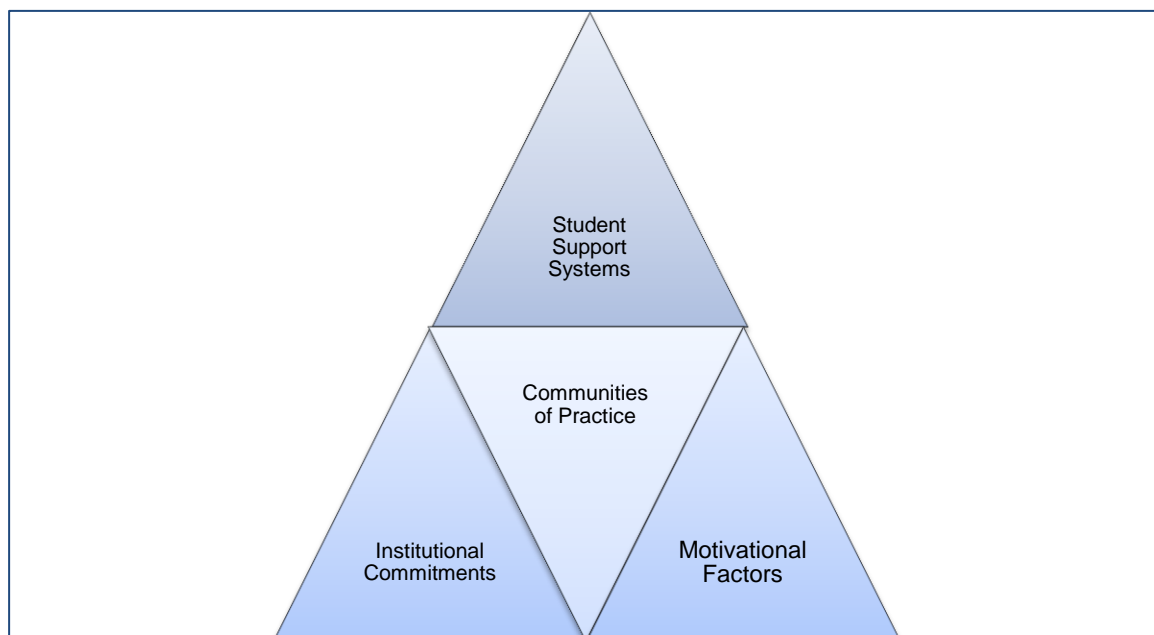 Student
Support
Systems
Communities
of Practice
Institutional
Commitments
Motivational
Factors